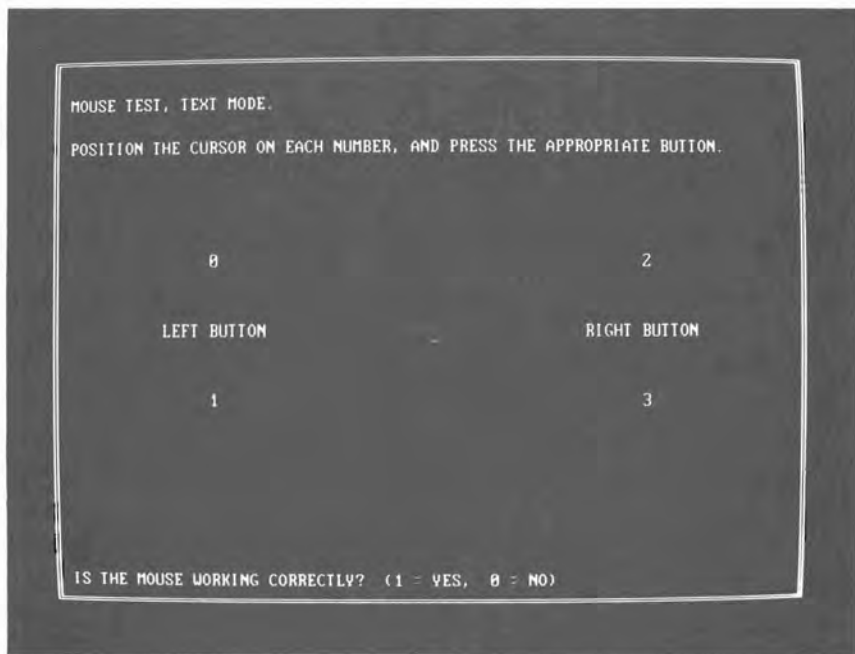 MOUSE TEST, TEXT MODE.
POSITION THE CURSOR ON EACH NUMBER, AND PRESS THE APPROPRIATE BUTTON.
0 2
LEFT BUTTON RIGHT BUTTON
1 3
IS THE MOUSE WORKING CORRECTLY? (1 = YES, 0 = NO)